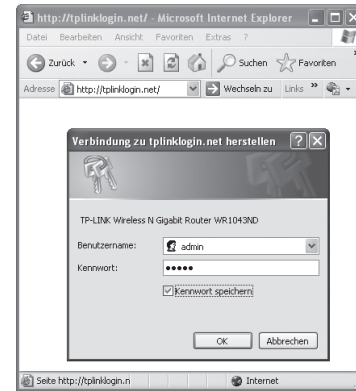 http://tplinklogin.net/ - Microsoft Internet Explorer
Datei Bearbeiten Ansicht Favoriten Extras ?
Zurück Suchen Favoriten
Adresse http://tplinklogin.net/ Wechseln zu Links »
Verbindung zu tplinklogin.net herstellen
TP-LINK Wireless N Gigabit Router WR1043ND
Benutzername: admin
Kennwort: •••••
Kennwort speichern
OK Abbrechen
Seite http://tplinklogin.n Internet